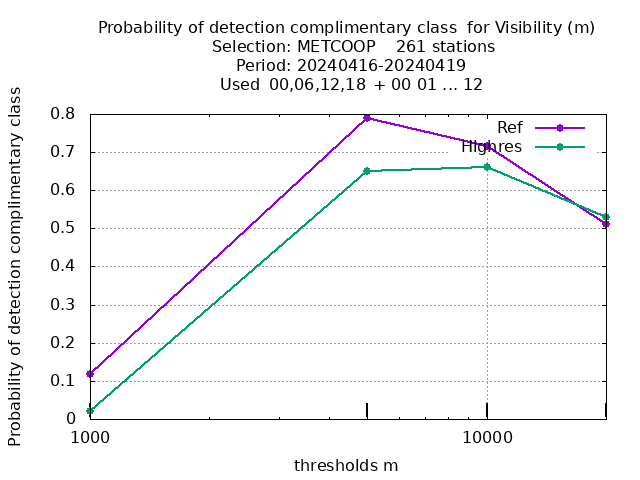 Probability of detection complimentary class  for Visibility (m)
Selection: METCOOP    261 stations
Period: 20240416-20240419
Used 00,06,12,18 + 00 01 ... 12
Probability of detection complimentary class
0.8
0.7
0.6
0.5
0.4
0.3
0.2
0.1
0
Ref
Highres
1000
10000
thresholds m